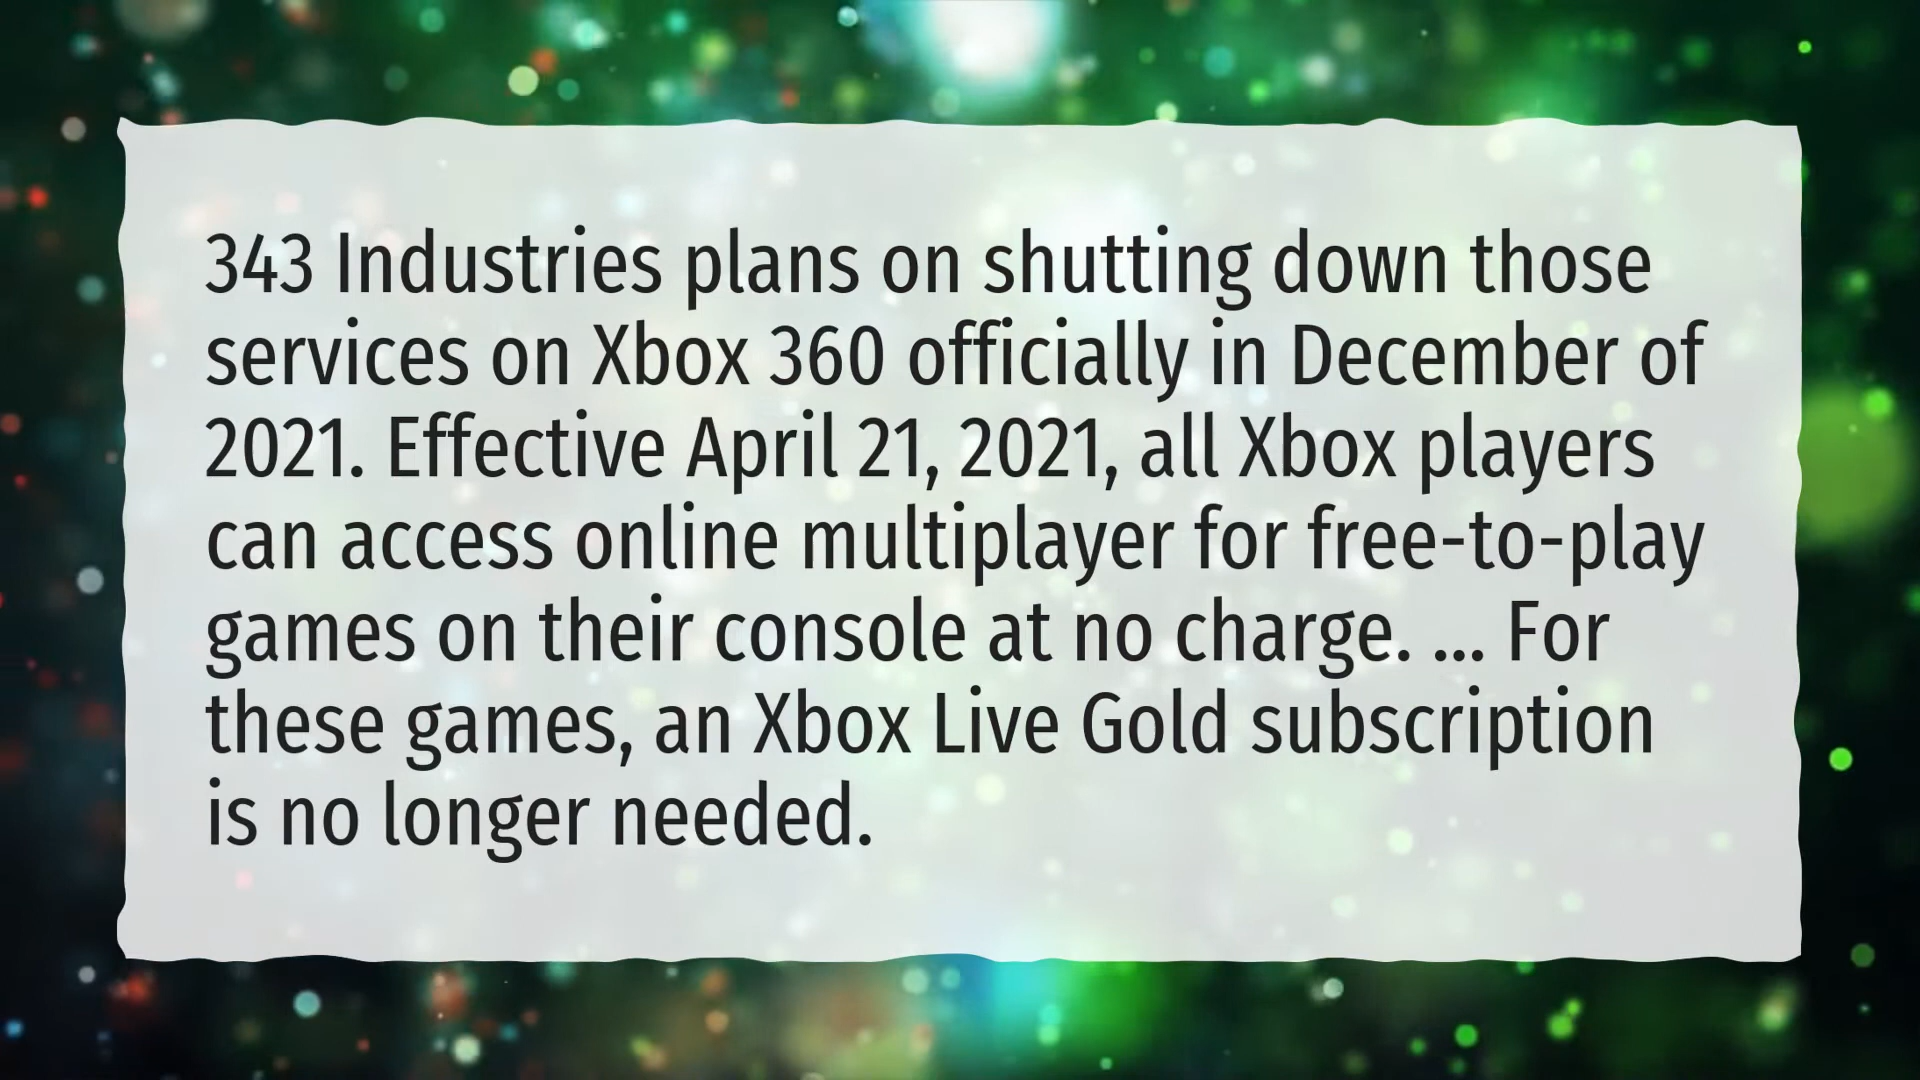 343 Industries plans on shutting down those
services on Xbox 360 officially in December of
2021. Effective April 21, 2021, all Xbox players
can access online multiplayer for free-to-play
games on their console at no charge. ... For
these games, an Xbox Live Gold subscription
is no longer needed.